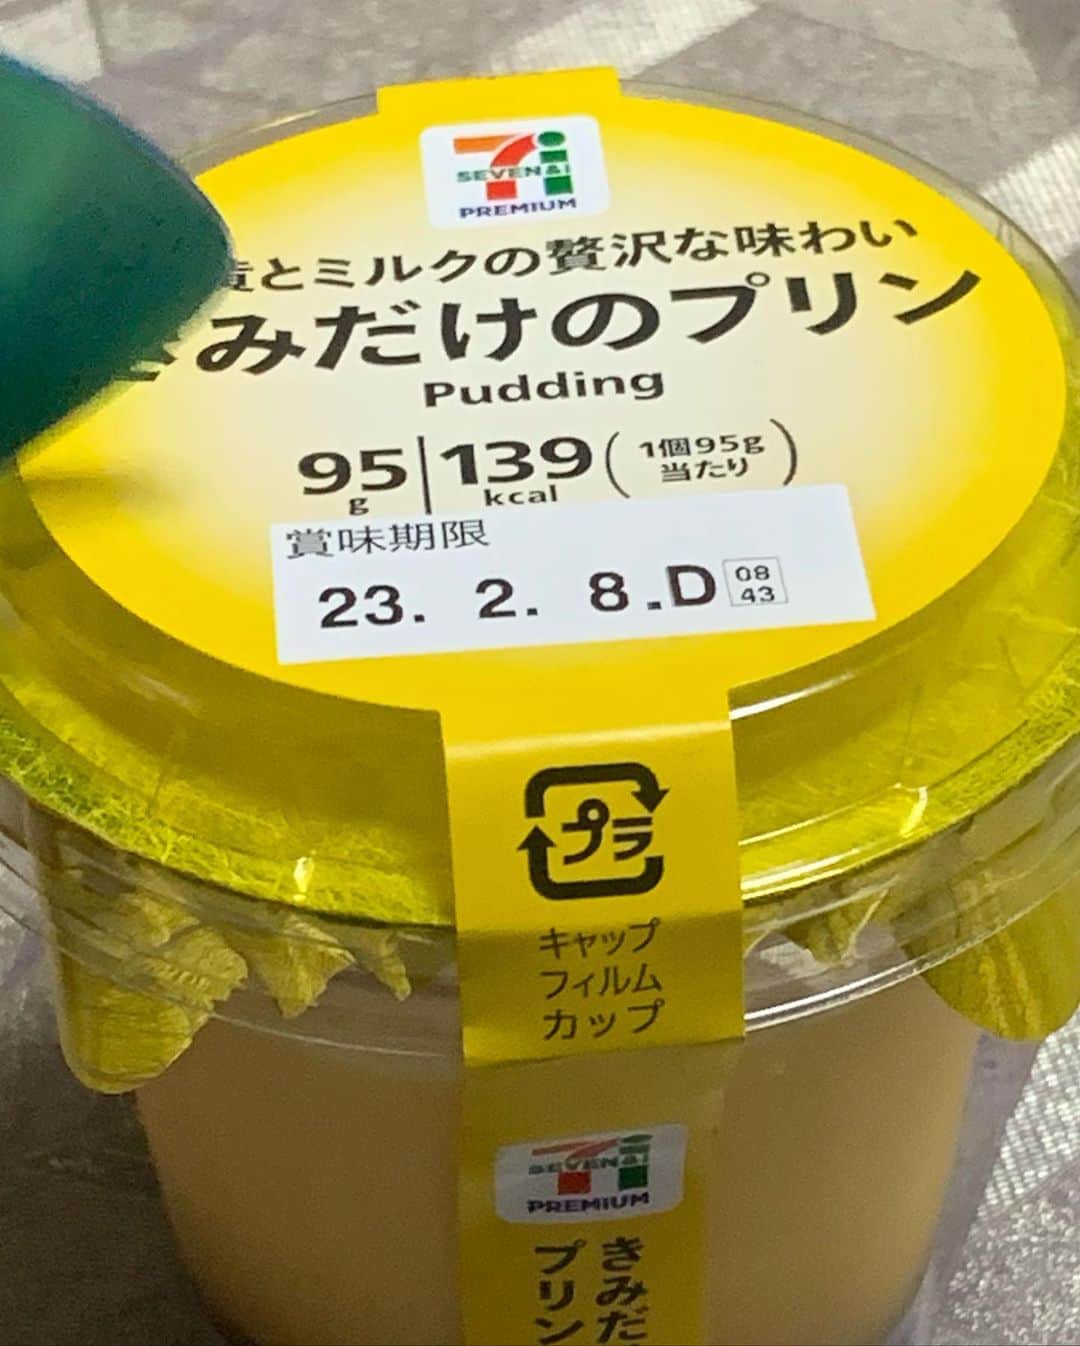 SEVEN&i
PREMIUM
黄とミルクの贅沢な味わい
きみだけのプリン
Pudding
95g 139kcal (1個95g当たり)
賞味期限
23. 2. 8.D 08 43
プラ
キャップ
フィルム
カップ
SEVEN&i
PREMIUM
きみだ
プリン